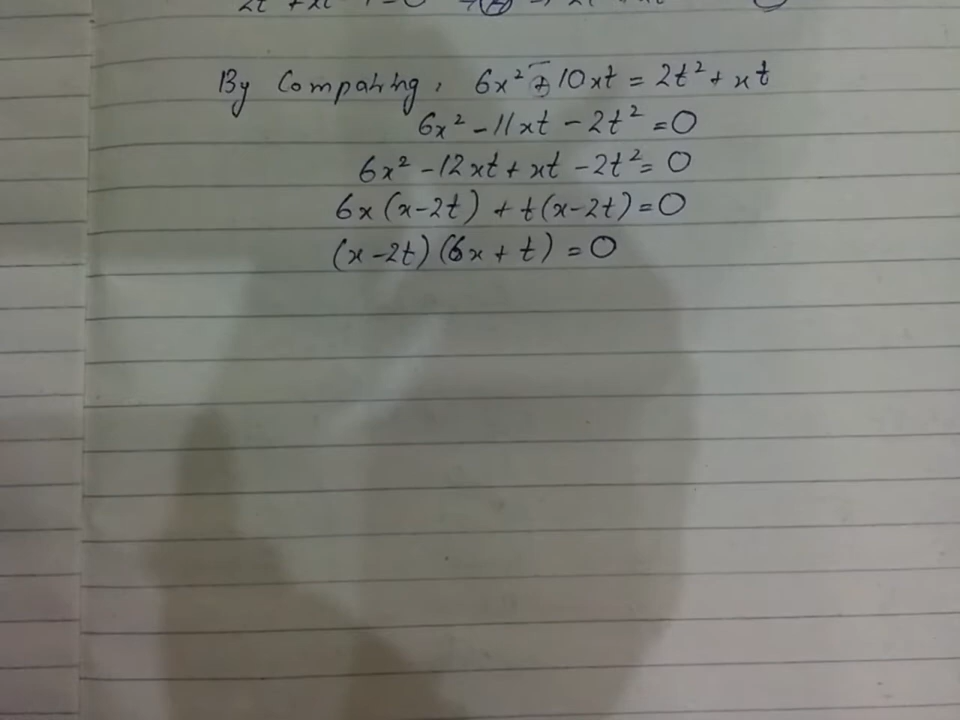 By Comparing, 6x² - 10xt = 2t² + xt
6x² - 11xt - 2t² = 0
6x² - 12xt + xt - 2t² = 0
6x (x-2t) + t(x-2t) = 0
(x-2t) (6x + t) = 0